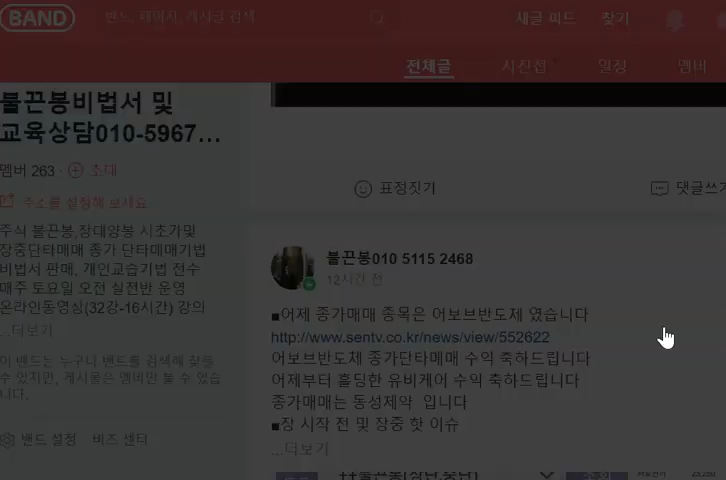 BAND
밴드, 페이지, 게시글 검색
새글 피드 찾기
전체글 사진첩 일정 멤버
불끈봉비법서 및
교육상담010-5967...
멤버 263 · 초대
주소를 설정해 보세요
주식 불끈봉,장대양봉 시초가및
장중단타매매 종가 단타매매기법
비법서 판매, 개인교습기법 전수
매주 토요일 오전 실전반 운영
온라인동영성(32강-16시간) 강의
...더보기
이 밴드는 누구나 밴드를 검색해 찾을
수 있지만, 게시물은 멤버만 볼 수 있습
니다.
밴드 설정 · 비즈 센터
표정짓기
댓글쓰기
불끈봉010 5115 2468
12시간 전
■어제 종가매매 종목은 어보브반도체 였습니다
http://www.sentv.co.kr/news/view/552622
어보브반도체 종가단타매매 수익 축하드립니다
어제부터 홀딩한 유비케어 수익 축하드립니다
종가매매는 동성제약 입니다
■장 시작 전 및 장중 핫 이슈
...더보기